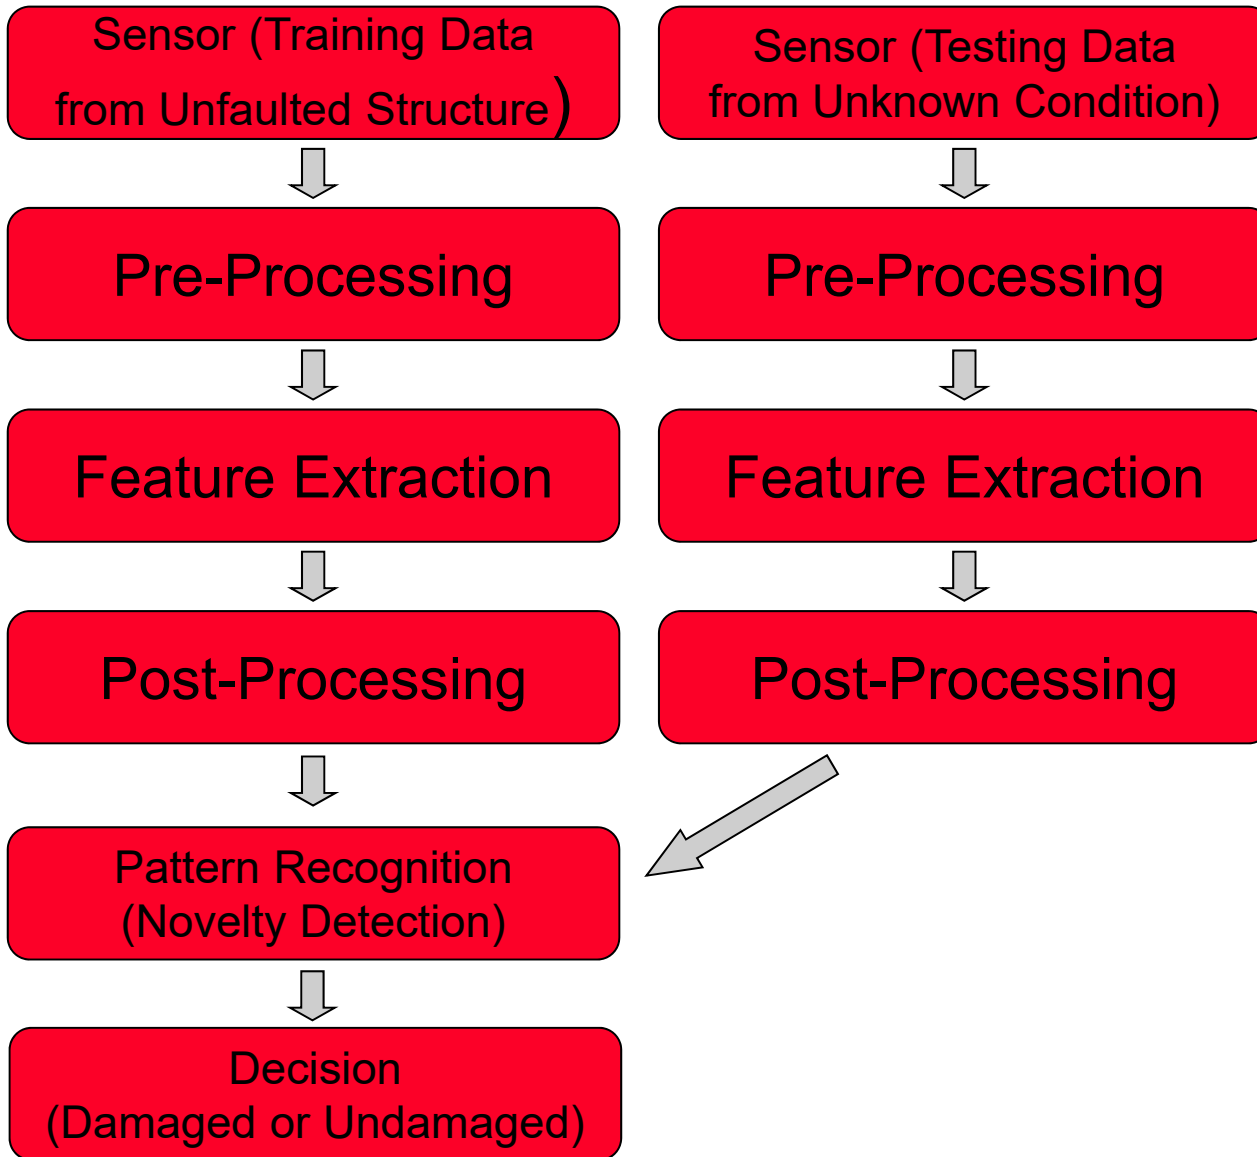 Sensor (Training Data
from Unfaulted Structure)
Pre-Processing
Feature Extraction
Post-Processing
Pattern Recognition
(Novelty Detection)
Decision
(Damaged or Undamaged)
Sensor (Testing Data
from Unknown Condition)
Pre-Processing
Feature Extraction
Post-Processing